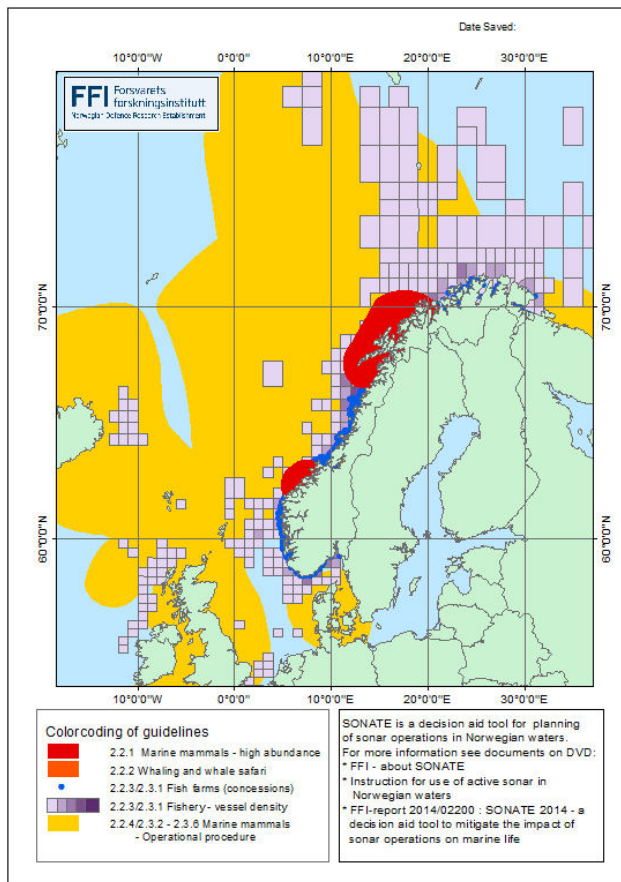 Date Saved:
10°0'0"W 0°0'0"E 10°0'0"E 20°0'0"E 30°0'0"E
FFI Forsvarets
forskningsinstitutt
Norwegian Defence Research Establishment
70°0'0"N 70°0'0"N
60°0'0"N 60°0'0"N
10°0'0"W 0°0'0"E 10°0'0"E 20°0'0"E 30°0'0"E
Colorcoding of guidelines
2.2.1 Marine mammals - high abundance
2.2.2 Whaling and whale safari
2.2.3/2.3.1 Fish farms (concessions)
2.2.3/2.3.1 Fishery - vessel density
2.2.4/2.3.2 - 2.3.6 Marine mammals
- Operational procedure
SONATE is a decision aid tool for planning
of sonar operations in Norwegian waters.
For more information see documents on DVD:
* FFI - about SONATE
* Instruction for use of active sonar in
Norwegian waters
* FFI-report 2014/02200 : SONATE 2014 - a
decision aid tool to mitigate the impact of
sonar operations on marine life